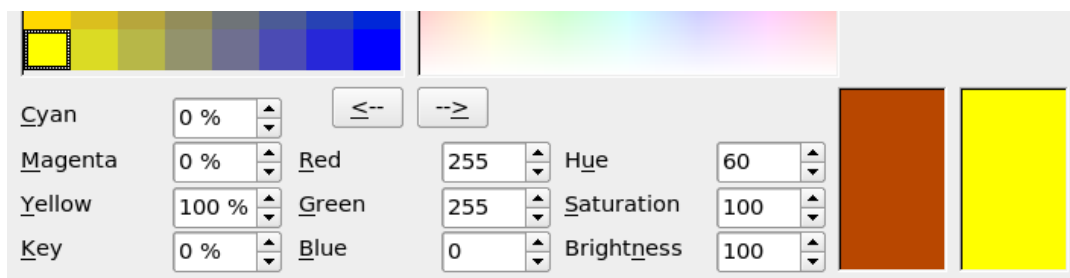 <-- -->
Cyan 0 %
Magenta 0 % Red 255 Hue 60
Yellow 100 % Green 255 Saturation 100
Key 0 % Blue 0 Brightness 100